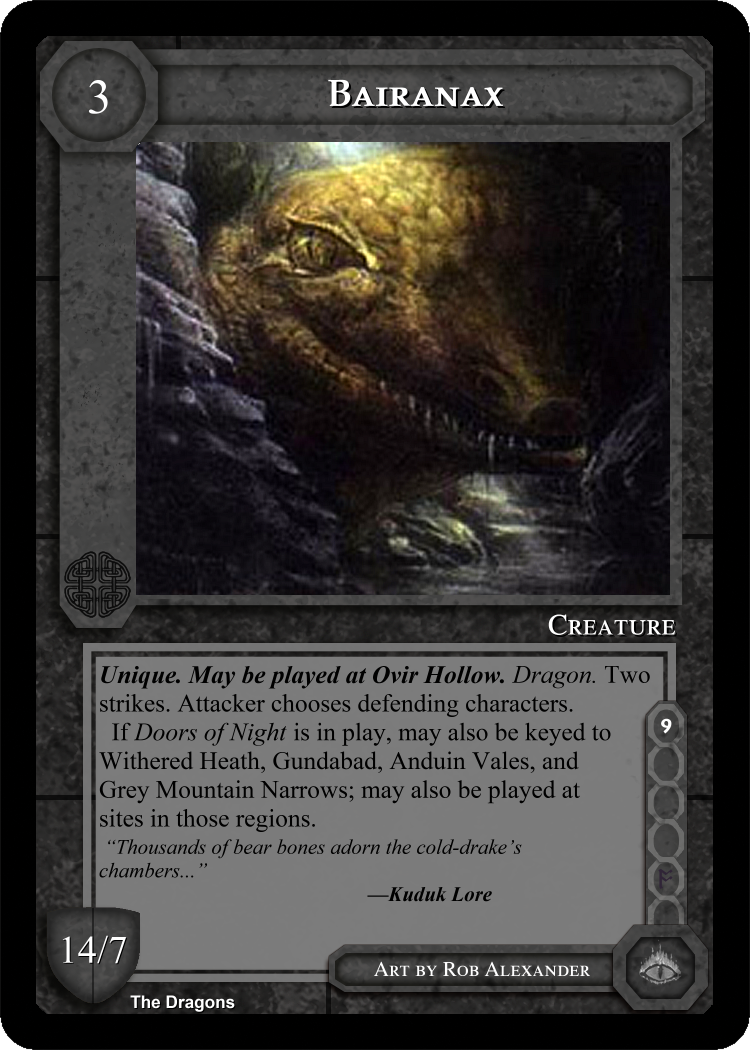 3
Bairanax
Creature
Unique. May be played at Ovir Hollow. Dragon. Two
strikes. Attacker chooses defending characters.
If Doors of Night is in play, may also be keyed to
Withered Heath, Gundabad, Anduin Vales, and
Grey Mountain Narrows; may also be played at
sites in those regions.
“Thousands of bear bones adorn the cold-drake’s
chambers...”
—Kuduk Lore
9
14/7
Art by Rob Alexander
The Dragons